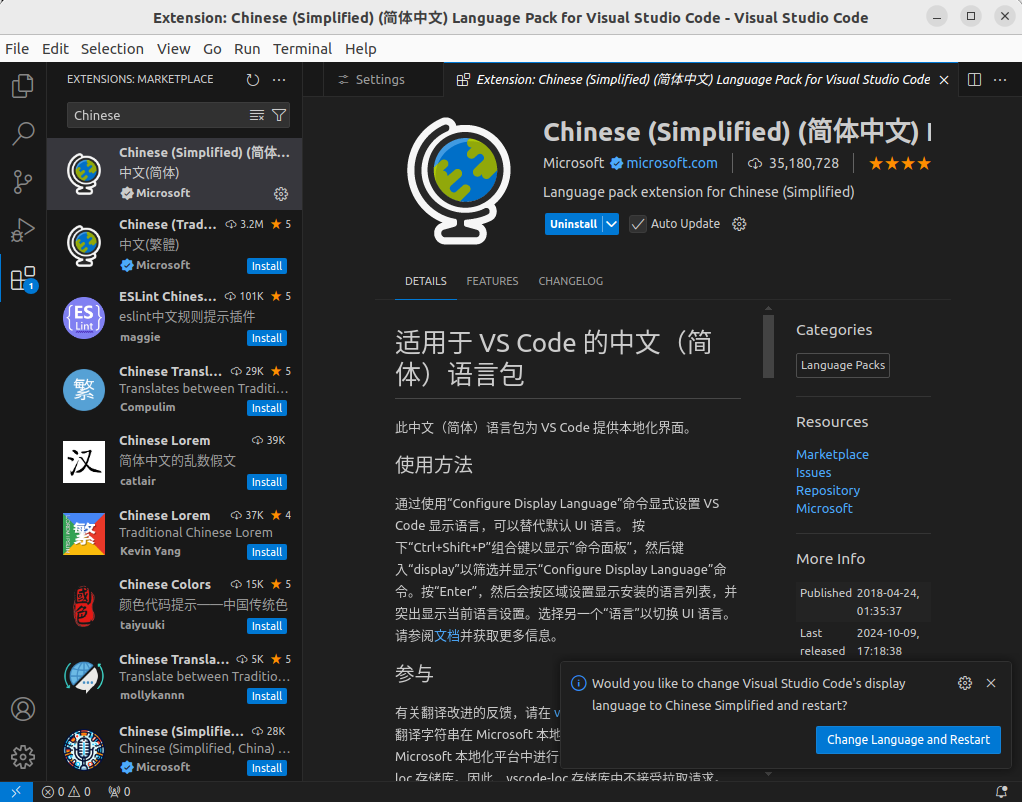 Extension: Chinese (Simplified) (简体中文) Language Pack for Visual Studio Code - Visual Studio Code
File Edit Selection View Go Run Terminal Help
EXTENSIONS: MARKETPLACE
Settings
Extension: Chinese (Simplified) (简体中文) Language Pack for Visual Studio Code
Chinese
Chinese (Simplified) (简体...
中文(简体)
Microsoft
Chinese (Trad... 3.2M 5
中文(繁體)
Microsoft Install
ESLint Chines... 101K 5
eslint中文规则提示插件
maggie Install
{ES}
Lint
Chinese Transl... 29K 5
Translates between Traditi...
Compulim Install
繁
Chinese Lorem 39K
简体中文的乱数假文
catlair Install
汉
Chinese Lorem 37K 4
Traditional Chinese Lorem
Kevin Yang Install
繁
Chinese Colors 15K 5
颜色代码提示——中国传统色
taiyuuki Install
國色
Chinese Transla... 5K 5
Translate between Traditio...
mollykannn Install
Chinese (Simplifie... 28K
Chinese (Simplified, China) ...
Microsoft Install
1
Chinese (Simplified) (简体中文)
Microsoft microsoft.com 35,180,728
Language pack extension for Chinese (Simplified)
Uninstall Auto Update
DETAILS FEATURES CHANGELOG
适用于 VS Code 的中文（简
体）语言包
此中文（简体）语言包为 VS Code 提供本地化界面。
使用方法
通过使用“Configure Display Language”命令显式设置 VS
Code 显示语言，可以替代默认 UI 语言。 按
下“Ctrl+Shift+P”组合键以显示“命令面板”，然后键
入“display”以筛选并显示“Configure Display Language”命
令。按“Enter”，然后会按区域设置显示安装的语言列表，并
突出显示当前语言设置。选择另一个“语言”以切换 UI 语言。
请参阅文档并获取更多信息。
参与
有关翻译改进的反馈，请在 v
翻译字符串在 Microsoft 本地
Microsoft 本地化平台中进行
loc 存储库。因此，vscode-loc 存储库中不接受拉取请求。
Categories
Language Packs
Resources
Marketplace
Issues
Repository
Microsoft
More Info
Published 2018-04-24,
01:35:37
Last 2024-10-09,
released 17:18:38
Would you like to change Visual Studio Code's display
language to Chinese Simplified and restart?
Change Language and Restart
0 0 0